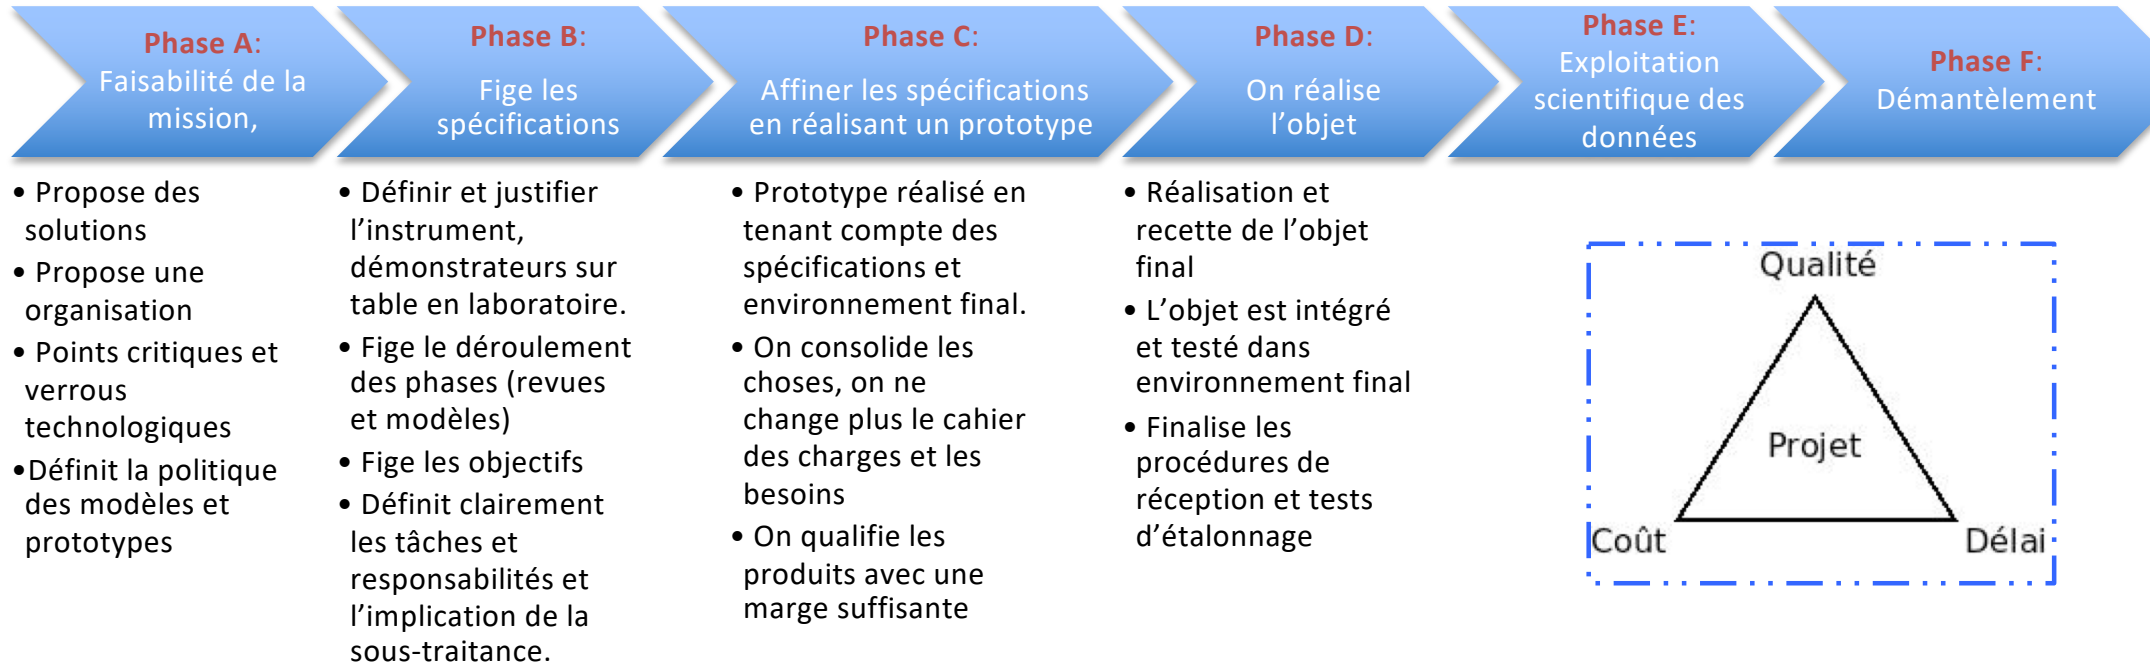 Phase A:
Faisabilité de la
mission,
Phase B:
Fige les
spécifications
Phase C:
Affiner les spécifications
en réalisant un prototype
Phase D:
On réalise
l’objet
Phase E:
Exploitation
scientifique des
données
Phase F:
Démantèlement
• Propose des
solutions
• Propose une
organisation
• Points critiques et
verrous
technologiques
•Définit la politique
des modèles et
prototypes
• Définir et justifier
l’instrument,
démonstrateurs sur
table en laboratoire.
• Fige le déroulement
des phases (revues
et modèles)
• Fige les objectifs
• Définit clairement
les tâches et
responsabilités et
l’implication de la
sous-traitance.
• Prototype réalisé en
tenant compte des
spécifications et
environnement final.
• On consolide les
choses, on ne
change plus le cahier
des charges et les
besoins
• On qualifie les
produits avec une
marge suffisante
• Réalisation et
recette de l’objet
final
• L’objet est intégré
et testé dans
environnement final
• Finalise les
procédures de
réception et tests
d’étalonnage
Qualité
Projet
Coût
Délai